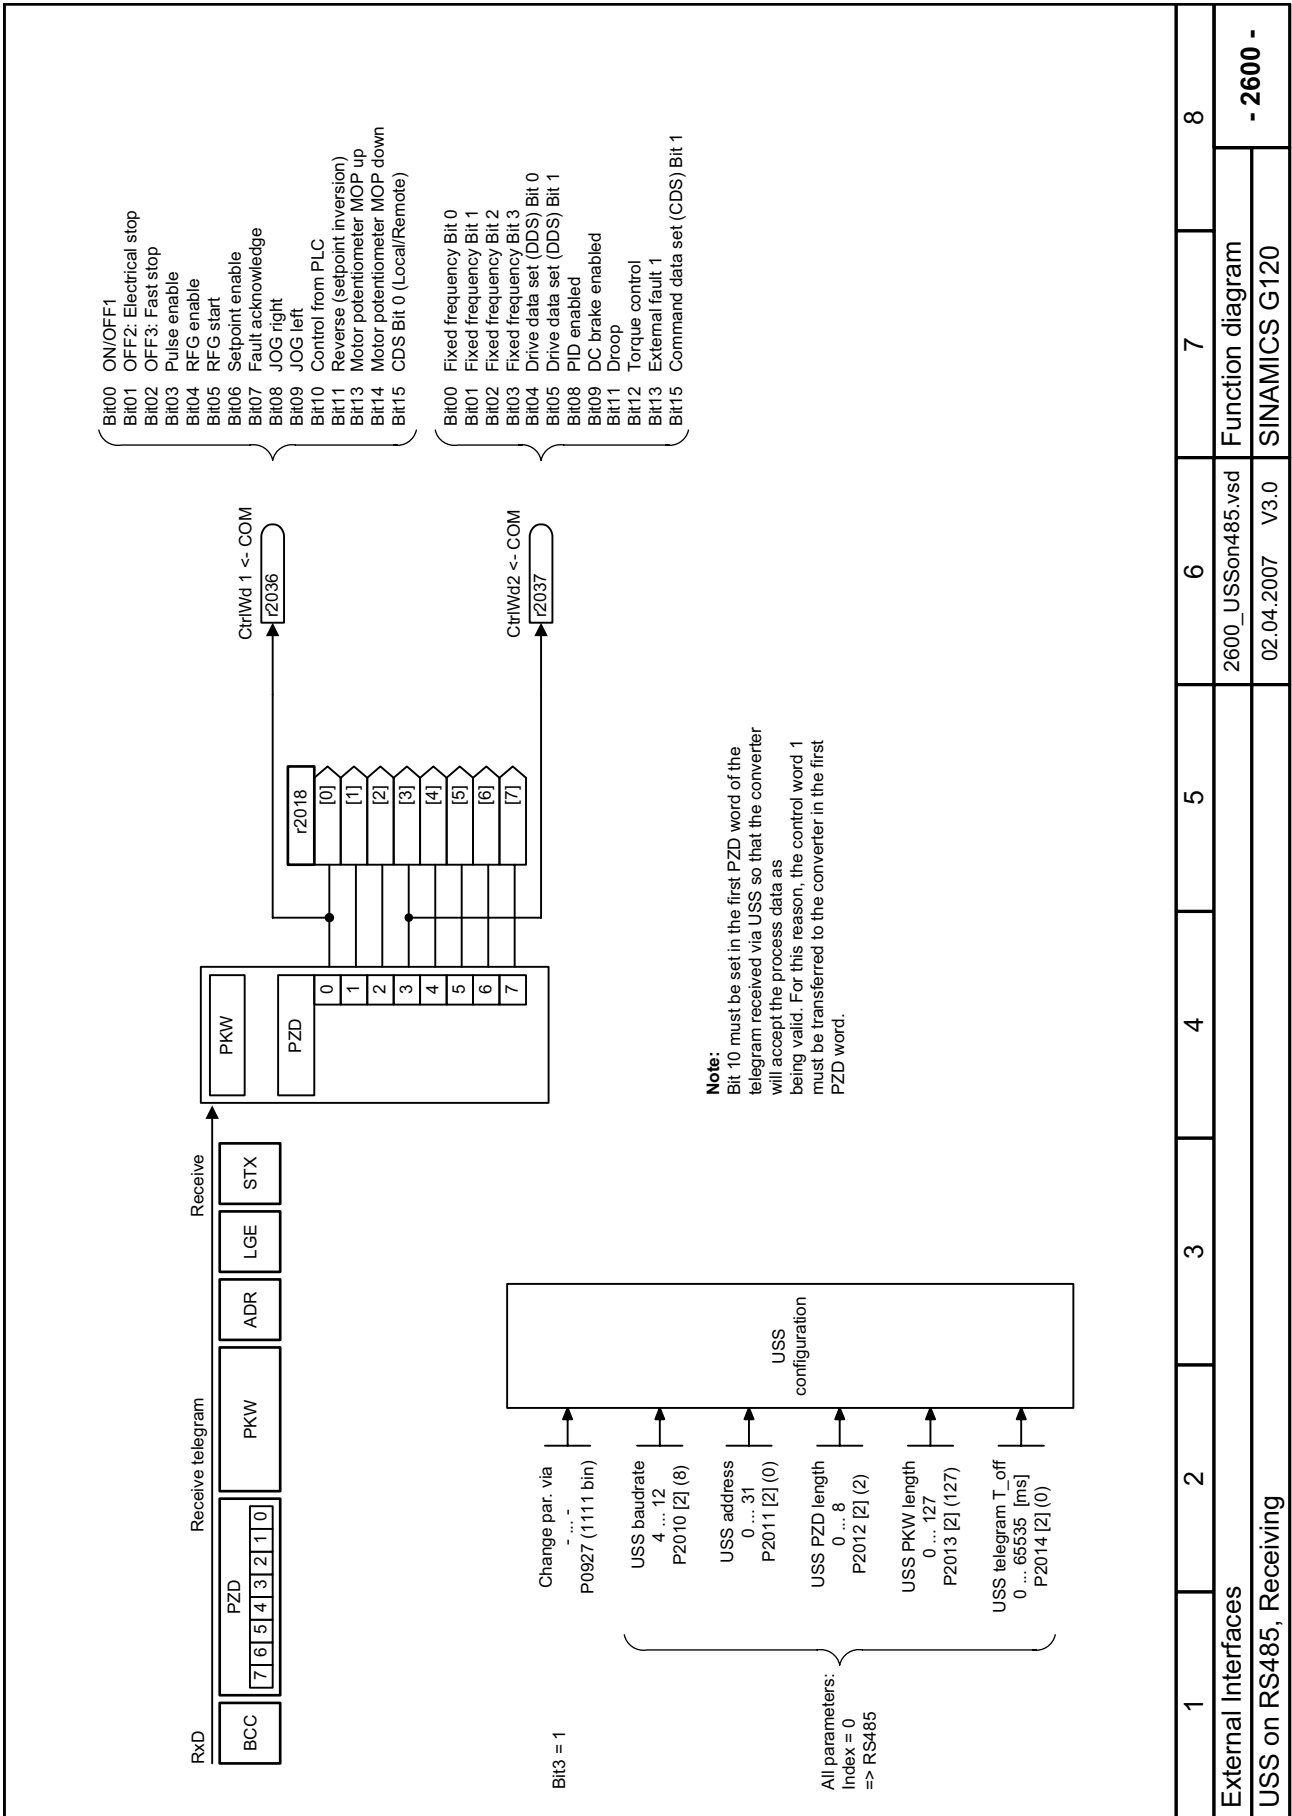 RxD
Receive telegram
Receive
BCC
PZD
7 6 5 4 3 2 1 0
PKW
ADR
LGE
STX
PKW
PZD
0
1
2
3
4
5
6
7
r2018
[0]
[1]
[2]
[3]
[4]
[5]
[6]
[7]
CtrlWd 1 <- COM
r2036
CtrlWd2 <- COM
r2037
Bit00 ON/OFF1
Bit01 OFF2: Electrical stop
Bit02 OFF3: Fast stop
Bit03 Pulse enable
Bit04 RFG enable
Bit05 RFG start
Bit06 Setpoint enable
Bit07 Fault acknowledge
Bit08 JOG right
Bit09 JOG left
Bit10 Control from PLC
Bit11 Reverse (setpoint inversion)
Bit13 Motor potentiometer MOP up
Bit14 Motor potentiometer MOP down
Bit15 CDS Bit 0 (Local/Remote)
Bit00 Fixed frequency Bit 0
Bit01 Fixed frequency Bit 1
Bit02 Fixed frequency Bit 2
Bit03 Fixed frequency Bit 3
Bit04 Drive data set (DDS) Bit 0
Bit05 Drive data set (DDS) Bit 1
Bit08 PID enabled
Bit09 DC brake enabled
Bit11 Droop
Bit12 Torque control
Bit13 External fault 1
Bit15 Command data set (CDS) Bit 1
Bit3 = 1
Change par. via
- ... -
P0927 (1111 bin)
USS baudrate
4 ... 12
P2010 [2] (8)
USS address
0 ... 31
P2011 [2] (0)
USS PZD length
0 ... 8
P2012 [2] (2)
USS PKW length
0 ... 127
P2013 [2] (127)
USS telegram T_off
0 ... 65535 [ms]
P2014 [2] (0)
All parameters:
Index = 0
=> RS485
USS
configuration
Note:
Bit 10 must be set in the first PZD word of the
telegram received via USS so that the converter
will accept the process data as
being valid. For this reason, the control word 1
must be transferred to the converter in the first
PZD word.
1 2 3 4 5 6 7 8
External Interfaces
2600_USSon485.vsd
Function diagram
- 2600 -
USS on RS485, Receiving
02.04.2007 V3.0
SINAMICS G120